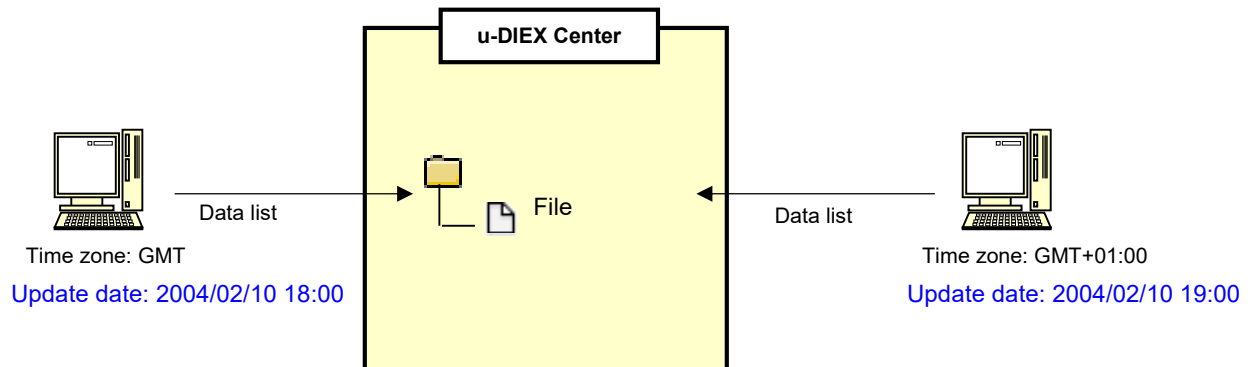 u-DIEX Center
File
Data list
Data list
Time zone: GMT
Time zone: GMT+01:00
Update date: 2004/02/10 18:00
Update date: 2004/02/10 19:00